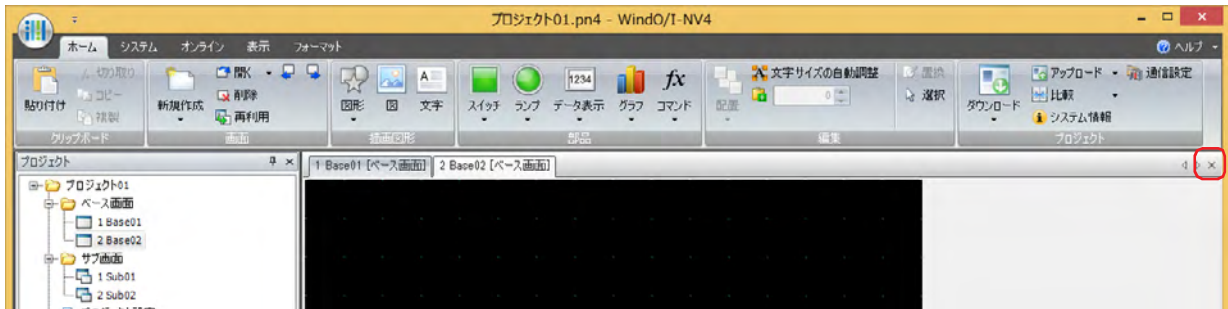 プロジェクト01.pn4 - WindO/I-NV4
ホーム システム オンライン 表示 フォーマット ヘルプ
切り取り 開く 文字サイズの自動調整 置換 アップロード 通信設定
コピー 削除 0 選択 比較
複製 再利用 システム情報
貼り付け 新規作成 図形 図 文字 スイッチ ランプ データ表示 グラフ コマンド 配置 ダウンロード
A 1234 fx
クリップボード 画面 描画図形 部品 編集 プロジェクト
プロジェクト 1 Base01 [ベース画面] 2 Base02 [ベース画面]
プロジェクト01
ベース画面
1 Base01
2 Base02
サブ画面
1 Sub01
2 Sub02